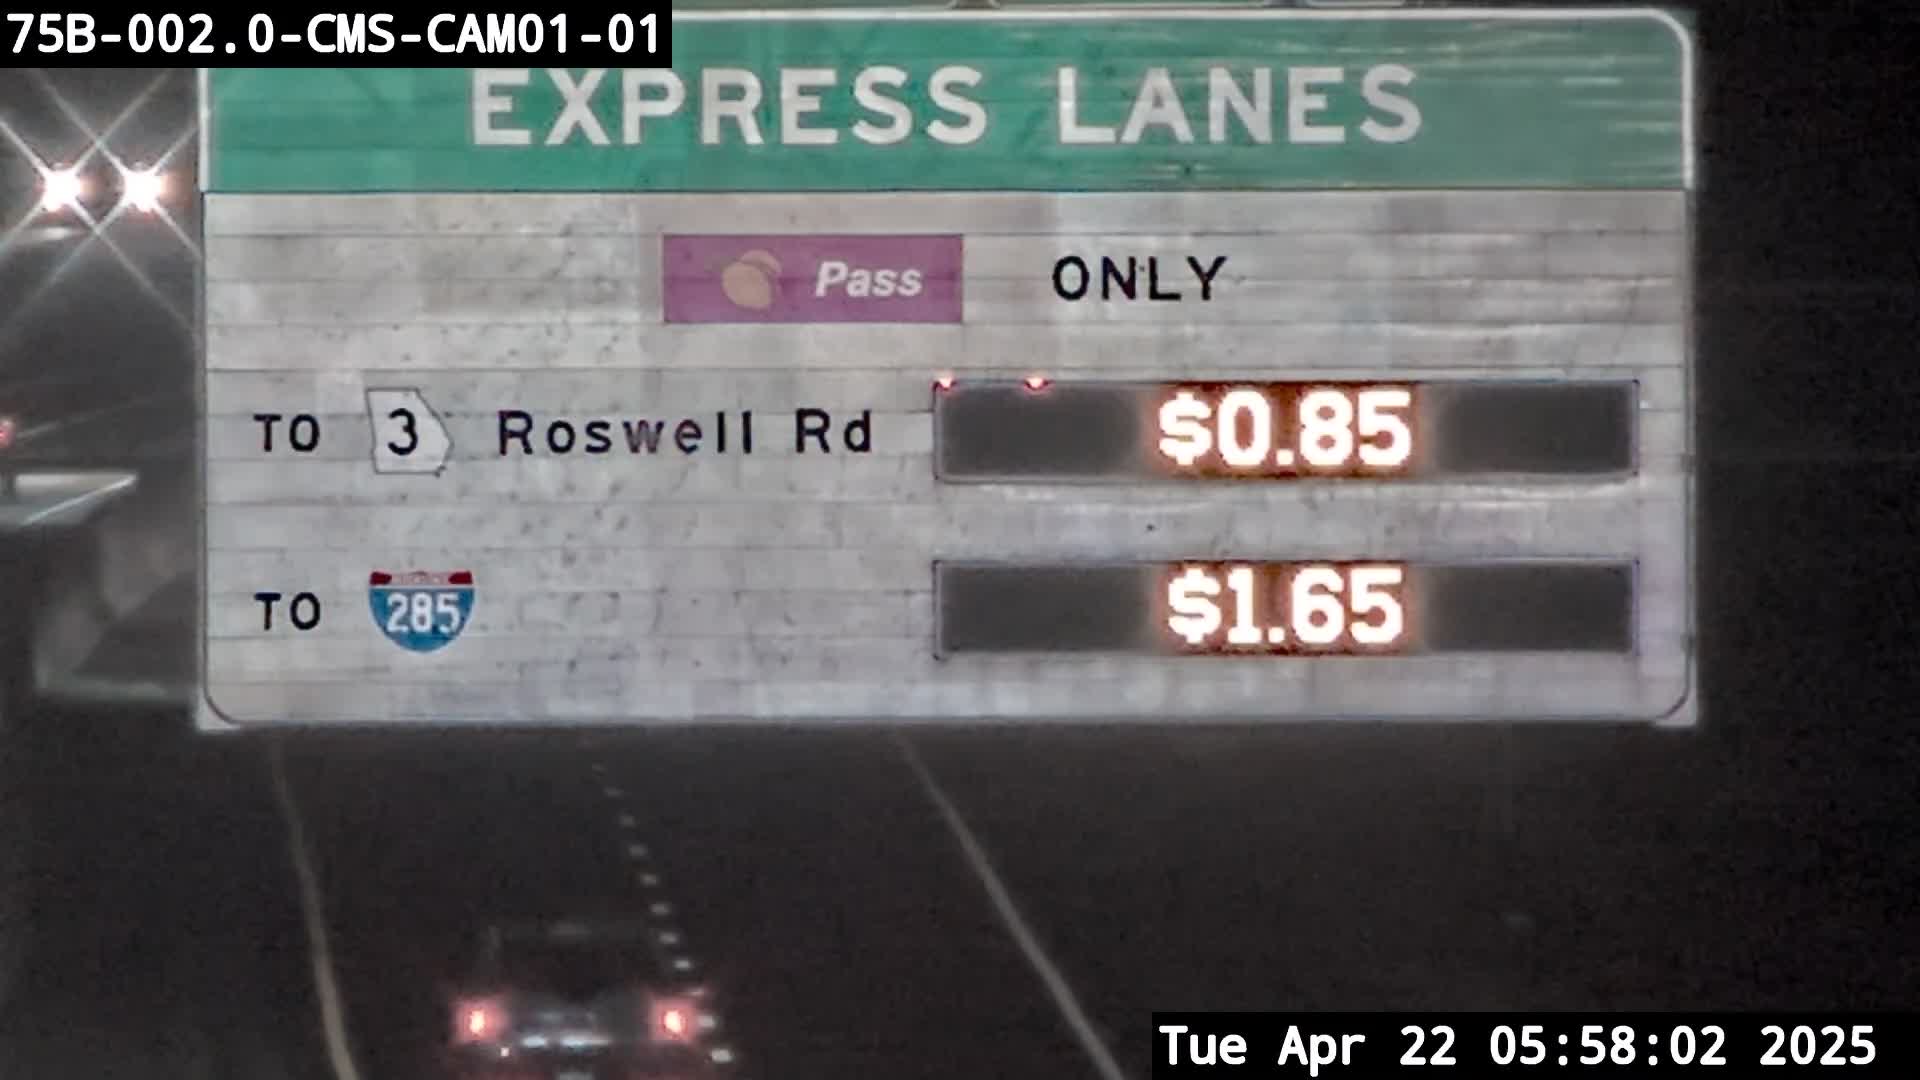 75B-002.0-CMS-CAM01-01
EXPRESS LANES
Pass ONLY
TO 3 Roswell Rd $0.85
TO 285 $1.65
Tue Apr 22 05:58:02 2025